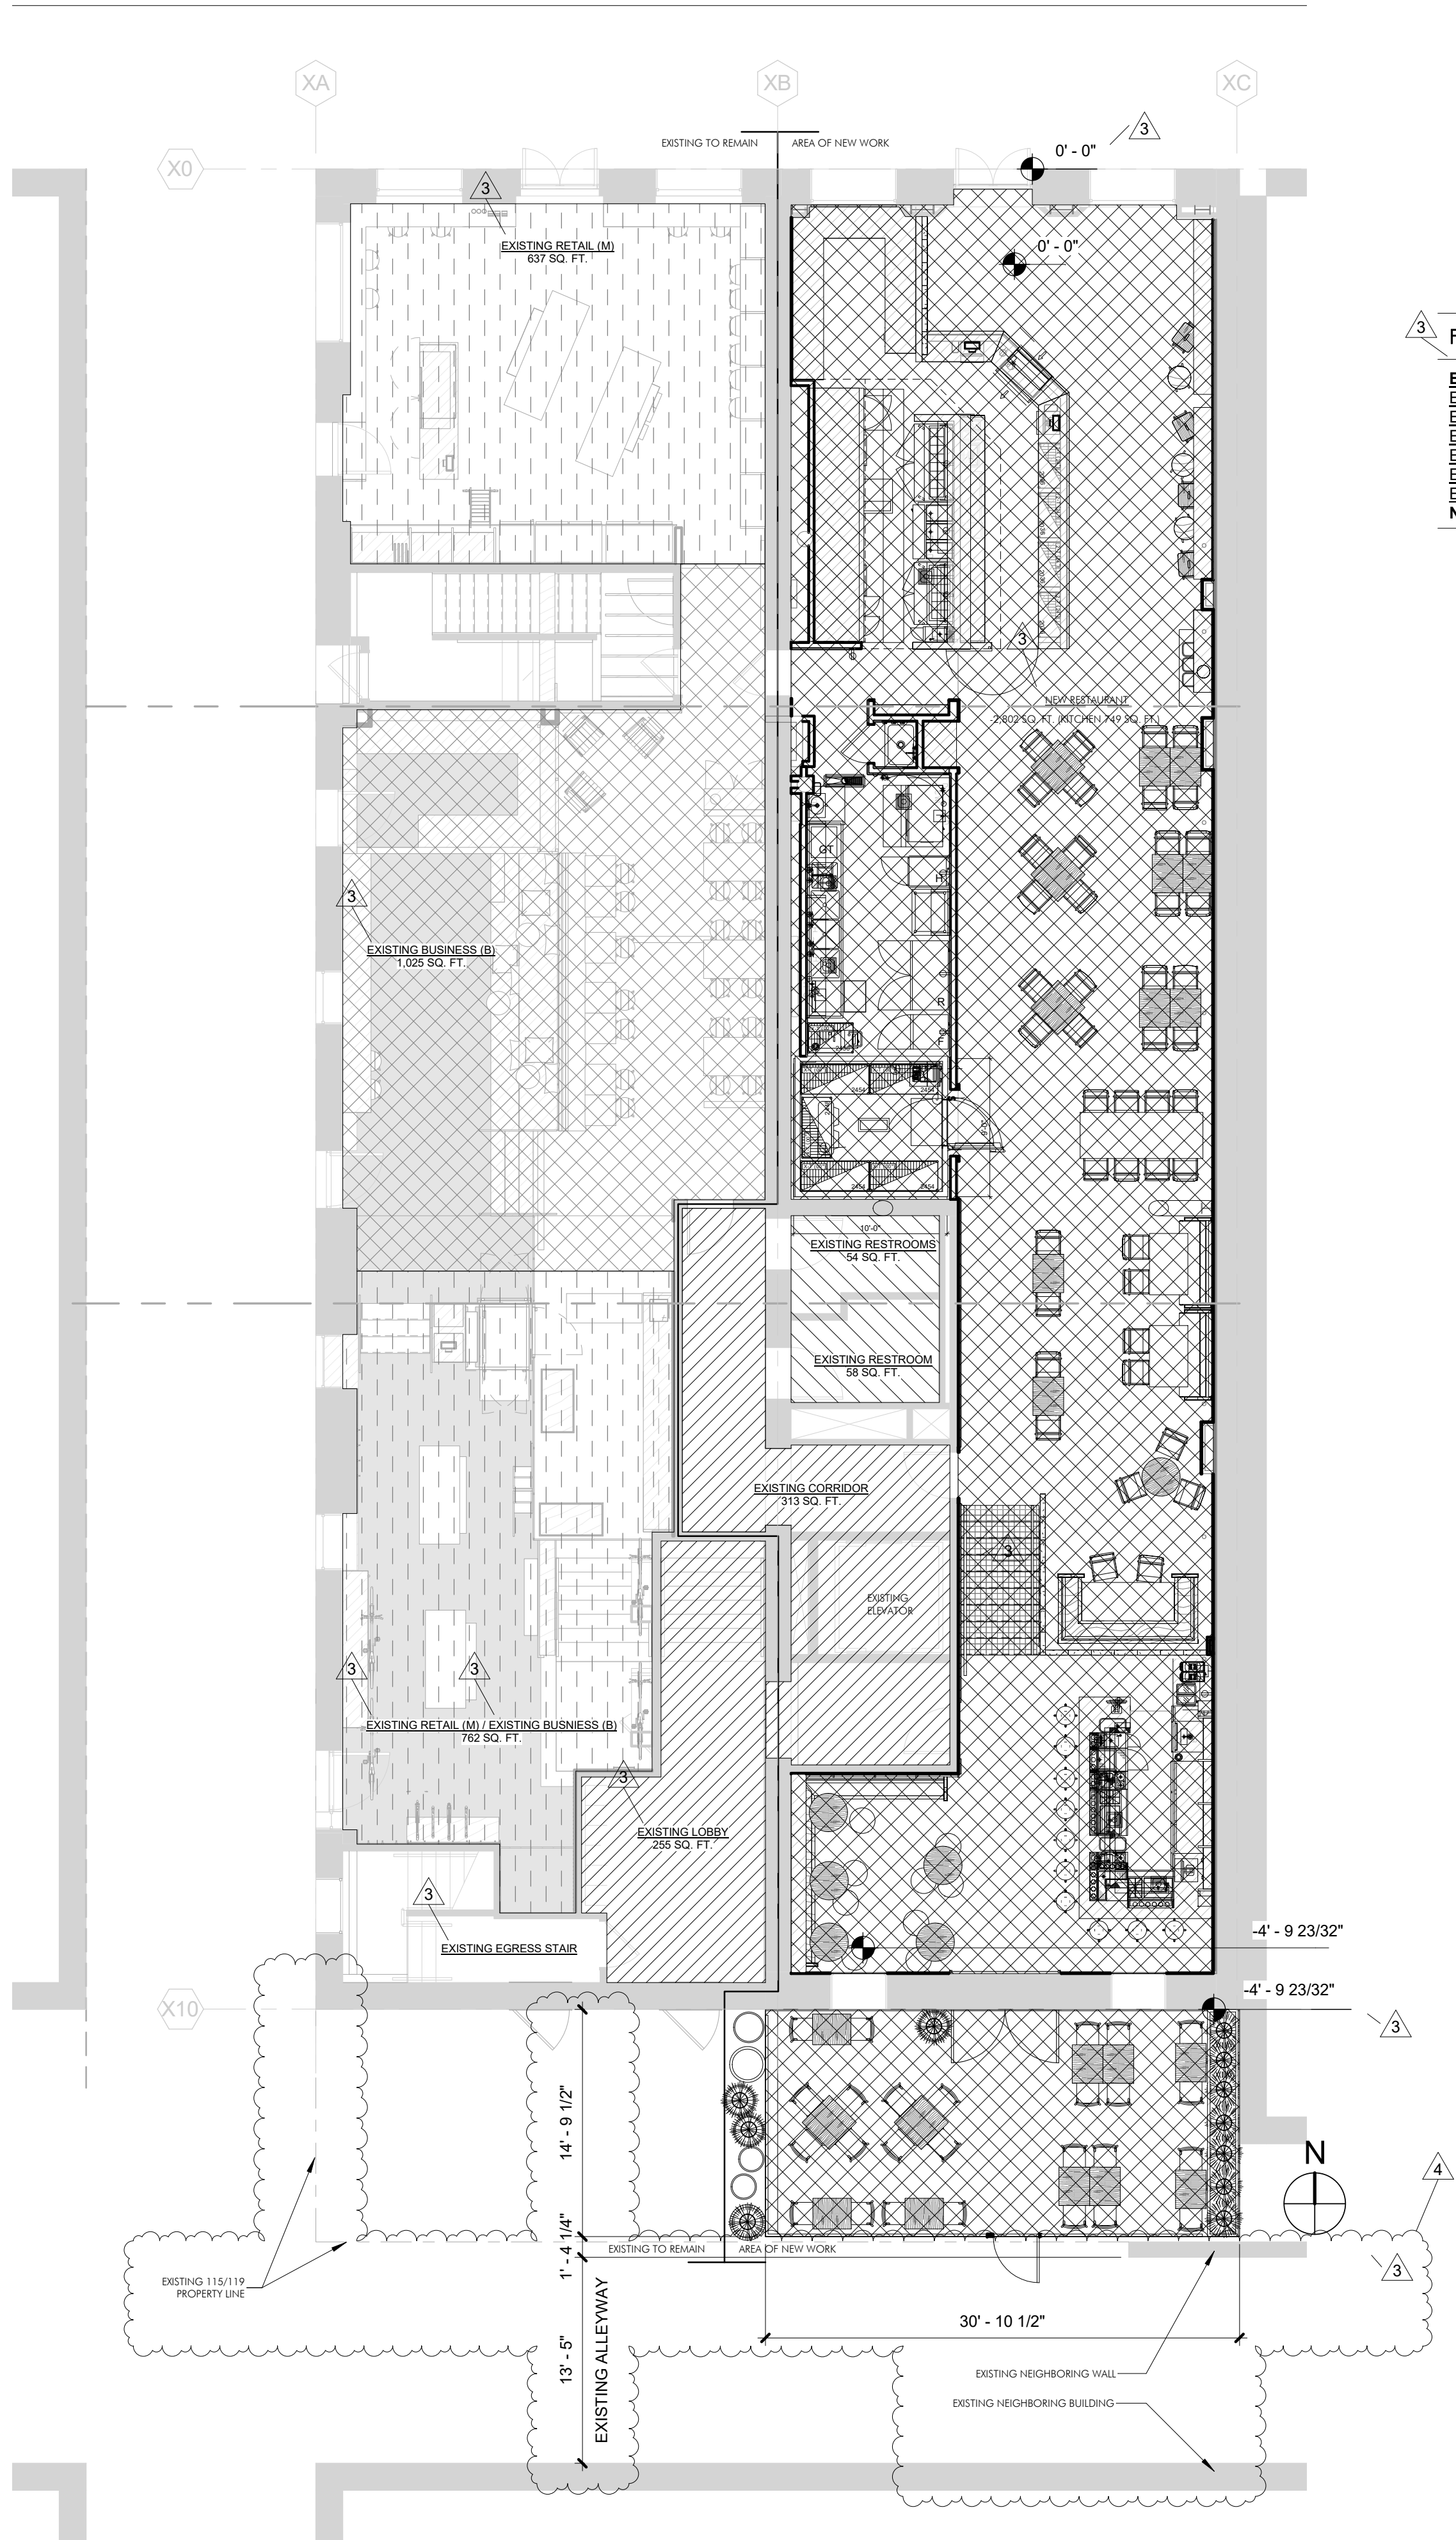 XA
XB
XC
EXISTING TO REMAIN
AREA OF NEW WORK
3
0' - 0"
X0
3
EXISTING RETAIL (M)
637 SQ. FT.
0' - 0"
3
F
E
E
E
E
E
E
E
N
3
NEW RESTAURANT
-2,802 SQ. FT. (KITCHEN 749 SQ. FT.)
GT
H
3
EXISTING BUSINESS (B)
1,025 SQ. FT.
R
F
2454
2454
2454
2454
10'-0"
EXISTING RESTROOMS
54 SQ. FT.
EXISTING RESTROOM
58 SQ. FT.
EXISTING CORRIDOR
313 SQ. FT.
3
EXISTING
ELEVATOR
3
3
EXISTING RETAIL (M) / EXISTING BUSNIESS (B)
762 SQ. FT.
3
EXISTING LOBBY
255 SQ. FT.
3
EXISTING EGRESS STAIR
-4' - 9 23/32"
-4' - 9 23/32"
X10
3
14' - 9 1/2"
N
4
1' - 4 1/4"
EXISTING TO REMAIN
AREA OF NEW WORK
3
EXISTING 115/119
PROPERTY LINE
30' - 10 1/2"
13' - 5"
EXISTING ALLEYWAY
EXISTING NEIGHBORING WALL
EXISTING NEIGHBORING BUILDING